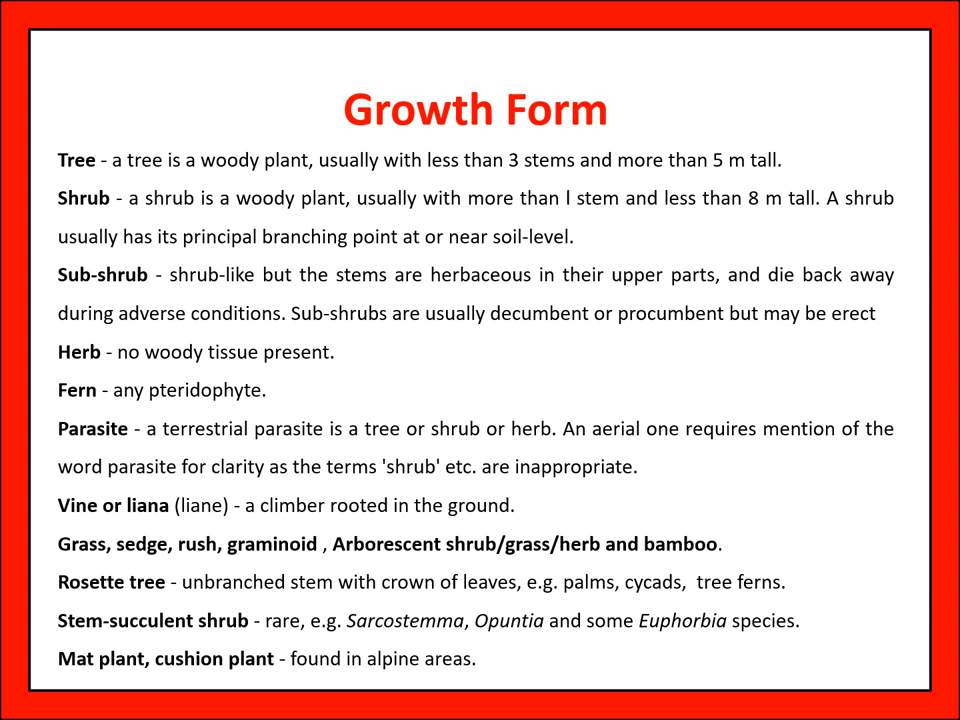 Growth Form
Tree - a tree is a woody plant, usually with less than 3 stems and more than 5 m tall.
Shrub - a shrub is a woody plant, usually with more than l stem and less than 8 m tall. A shrub
usually has its principal branching point at or near soil-level.
Sub-shrub - shrub-like but the stems are herbaceous in their upper parts, and die back away
during adverse conditions. Sub-shrubs are usually decumbent or procumbent but may be erect
Herb - no woody tissue present.
Fern - any pteridophyte.
Parasite - a terrestrial parasite is a tree or shrub or herb. An aerial one requires mention of the
word parasite for clarity as the terms 'shrub' etc. are inappropriate.
Vine or liana (liane) - a climber rooted in the ground.
Grass, sedge, rush, graminoid , Arborescent shrub/grass/herb and bamboo.
Rosette tree - unbranched stem with crown of leaves, e.g. palms, cycads,  tree ferns.
Stem-succulent shrub - rare, e.g. Sarcostemma, Opuntia and some Euphorbia species.
Mat plant, cushion plant - found in alpine areas.